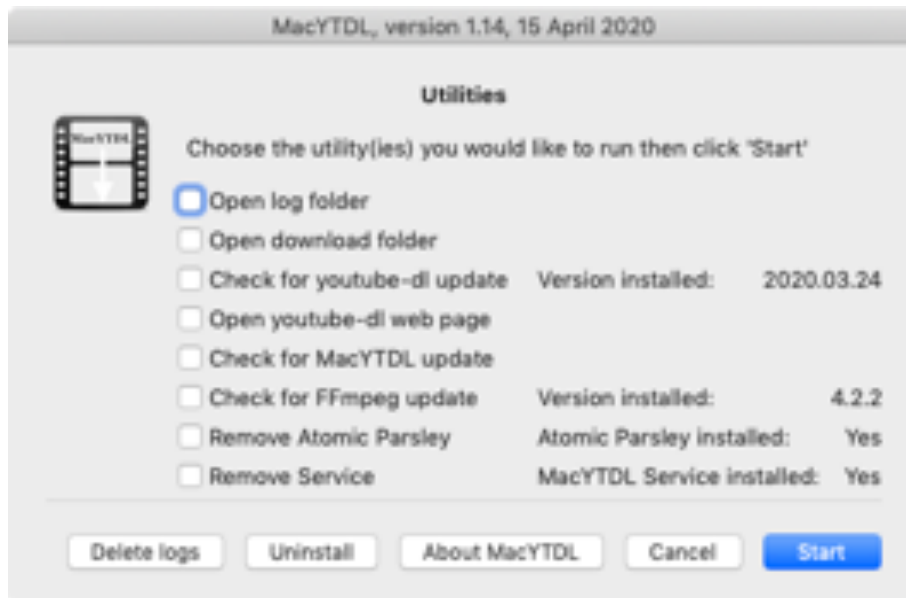 MacYTDL, version 1.14, 15 April 2020
Utilities
MacYTDL
Choose the utility(ies) you would like to run then click 'Start'
Open log folder
Open download folder
Check for youtube-dl update Version installed: 2020.03.24
Open youtube-dl web page
Check for MacYTDL update
Check for FFmpeg update Version installed: 4.2.2
Remove Atomic Parsley Atomic Parsley installed: Yes
Remove Service MacYTDL Service installed: Yes
Delete logs Uninstall About MacYTDL Cancel Start